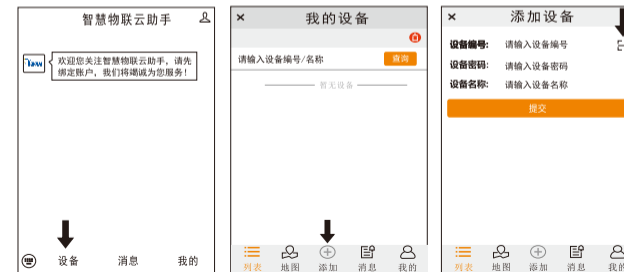 智慧物联云助手
欢迎您关注智慧物联云助手，请先
绑定账户，我们将竭诚为您服务！
设备 消息 我的
我的设备
请输入设备编号/名称 查询
暂无设备
列表 地图 添加 消息 我的
添加设备
设备编号: 请输入设备编号
设备密码: 请输入设备密码
设备名称: 请输入设备名称
提交
列表 地图 添加 消息 我的